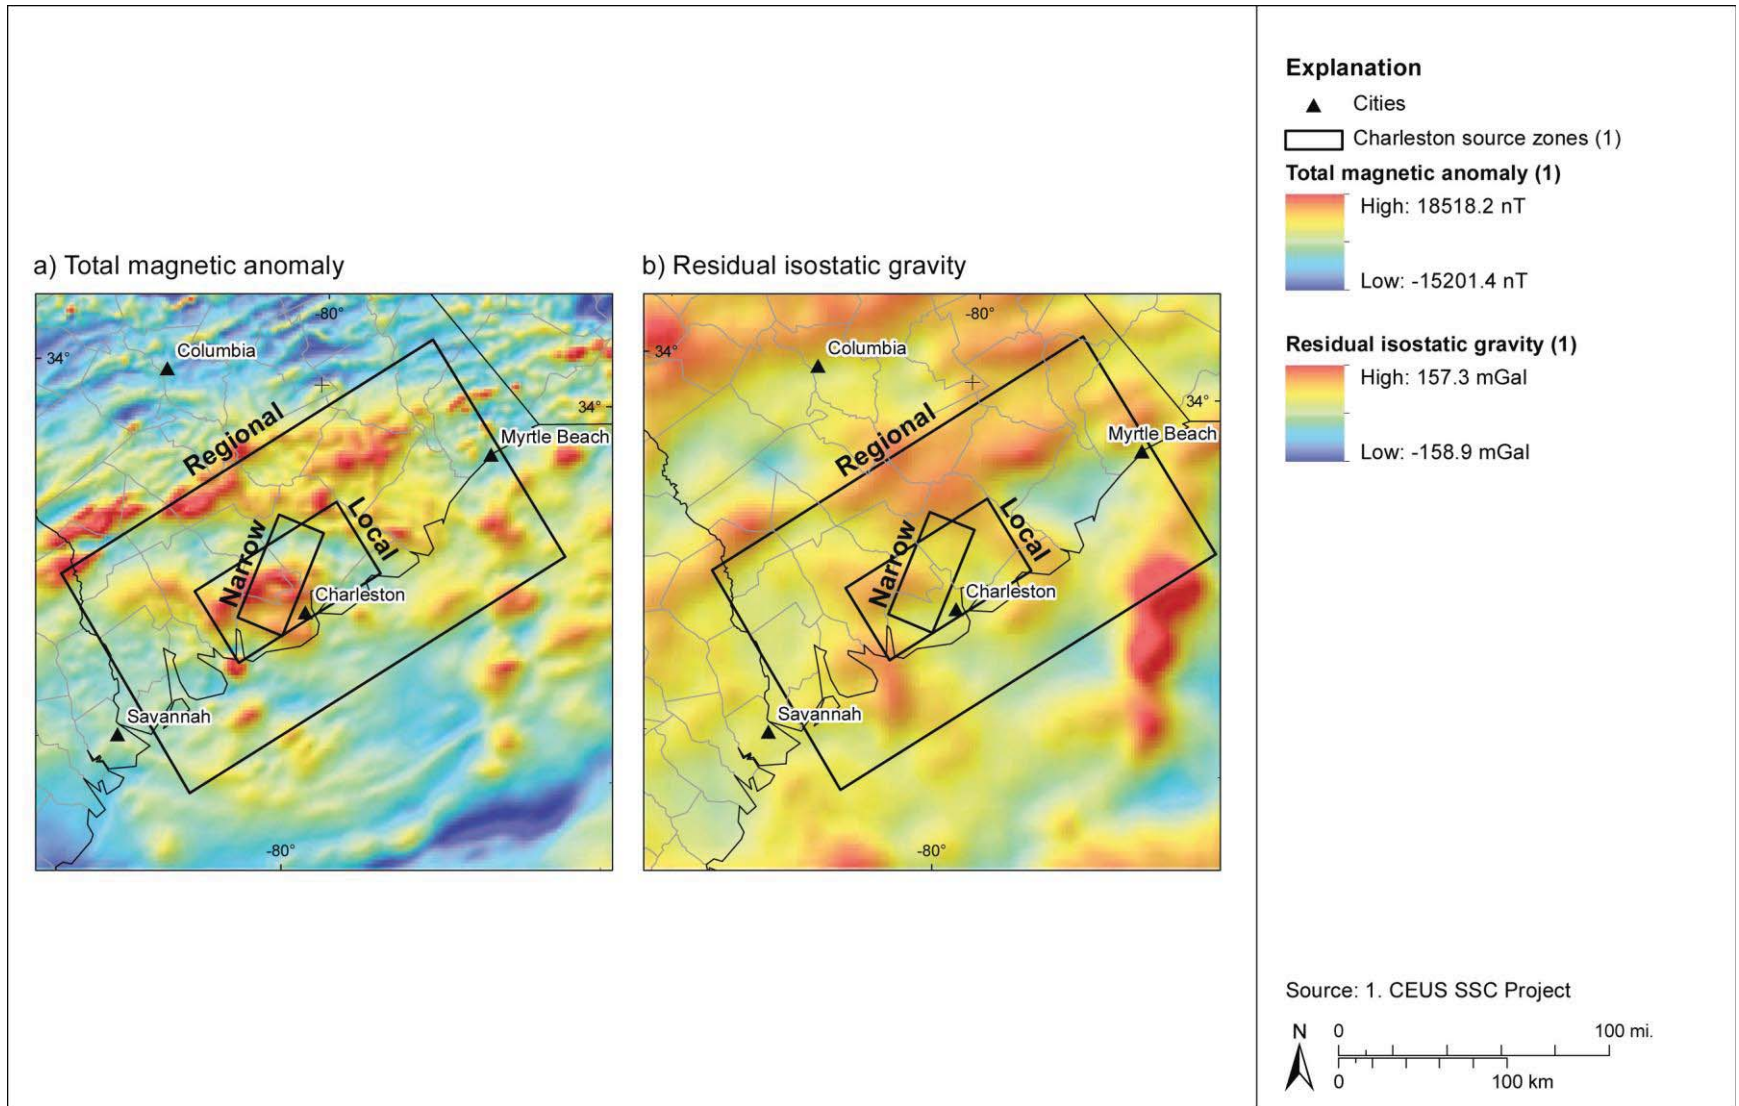 a) Total magnetic anomaly
-80°
Columbia
34°
34°
Regional
Myrtle Beach
Local
Narrow
Charleston
Savannah
-80°
b) Residual isostatic gravity
-80°
Columbia
34°
34°
Regional
Myrtle Beach
Local
Narrow
Charleston
Savannah
-80°
Explanation
Cities
Charleston source zones (1)
Total magnetic anomaly (1)
High: 18518.2 nT
Low: -15201.4 nT
Residual isostatic gravity (1)
High: 157.3 mGal
Low: -158.9 mGal
Source: 1. CEUS SSC Project
N
0 100 mi.
0 100 km